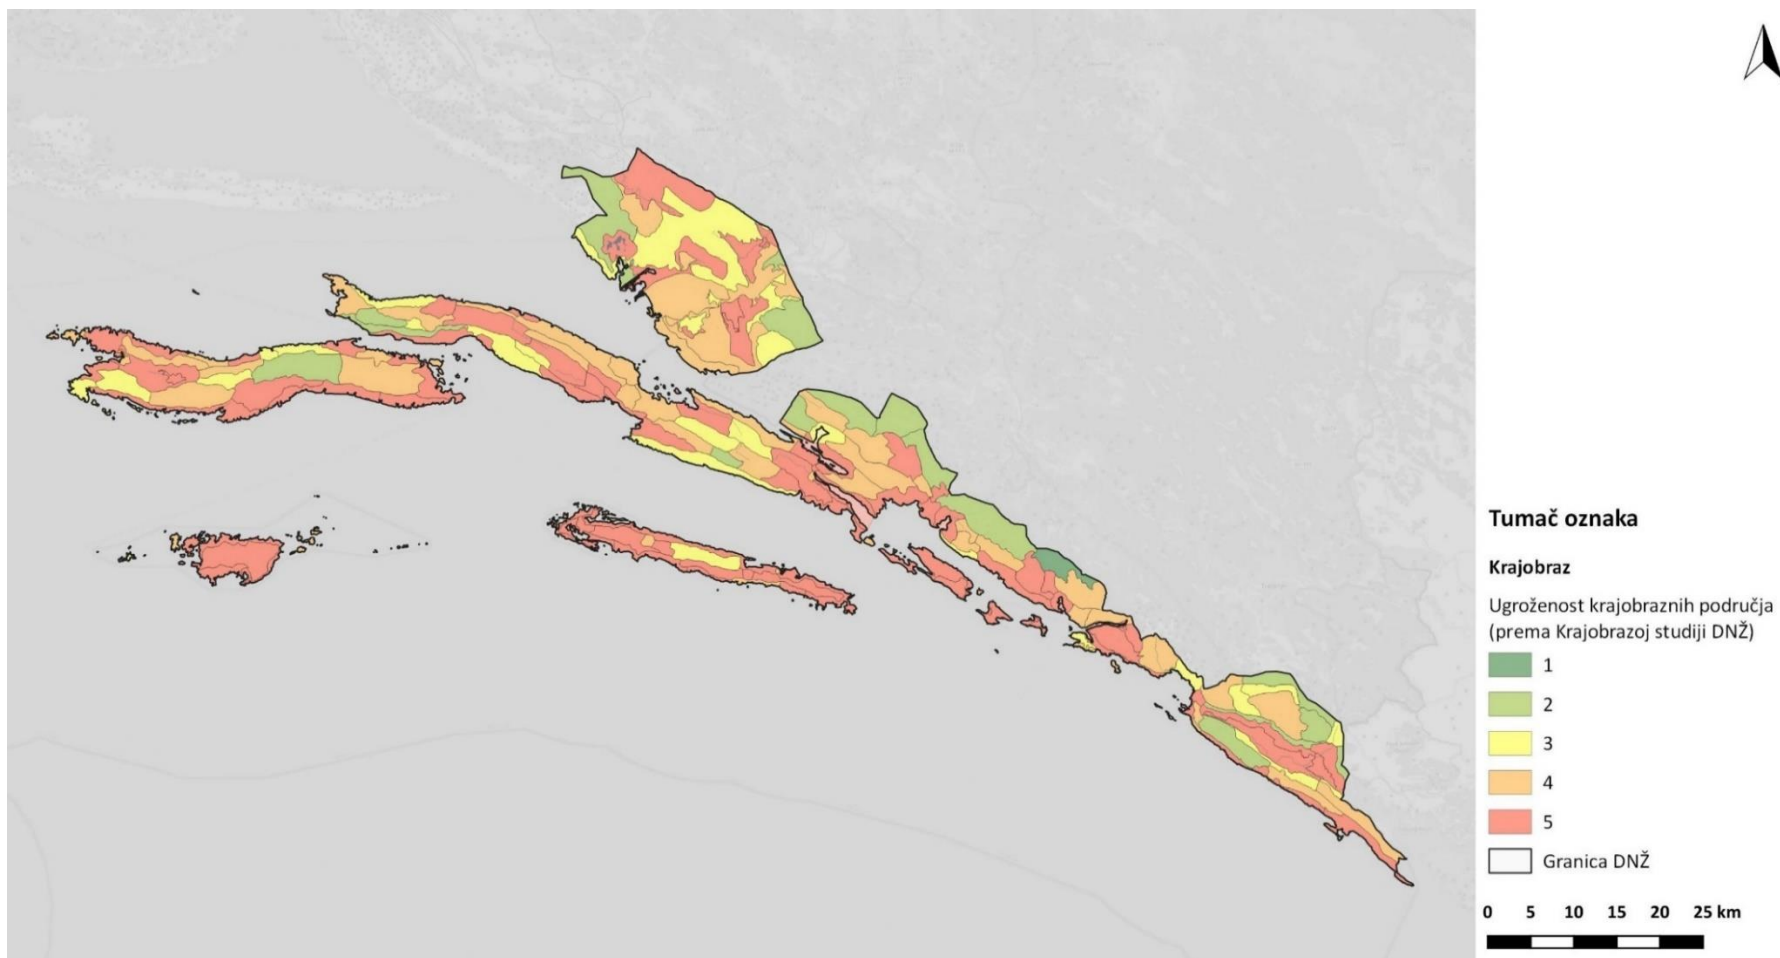 Tumač oznaka
Krajobraz
Ugroženost krajobraznih područja
(prema Krajobrazoj studiji DNŽ)
1
2
3
4
5
Granica DNŽ
0 5 10 15 20 25 km